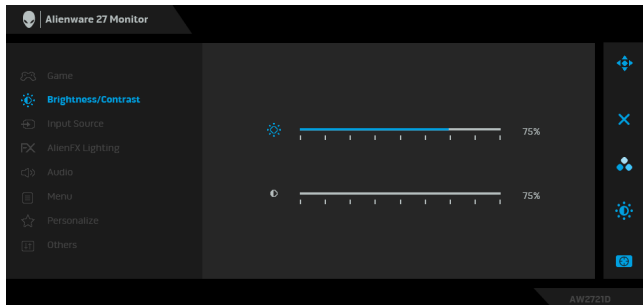 Alienware 27 Monitor
Game
Brightness/Contrast
Input Source
AlienFX Lighting
Audio
Menu
Personalize
Others
75%
75%
AW2721D